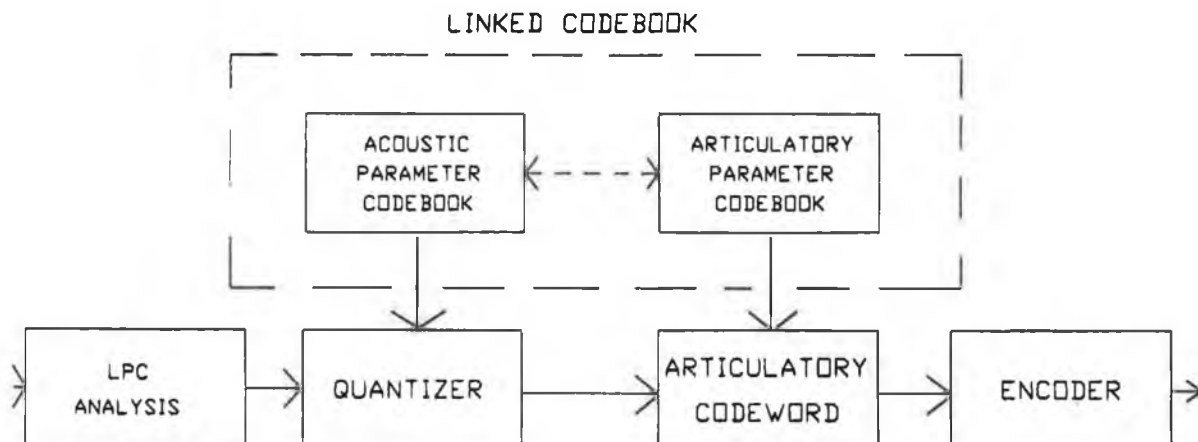 LINKED CODEBOOK
ACOUSTIC
PARAMETER
CODEBOOK
ARTICULATORY
PARAMETER
CODEBOOK
LPC
ANALYSIS
QUANTIZER
ARTICULATORY
CODEWORD
ENCODER